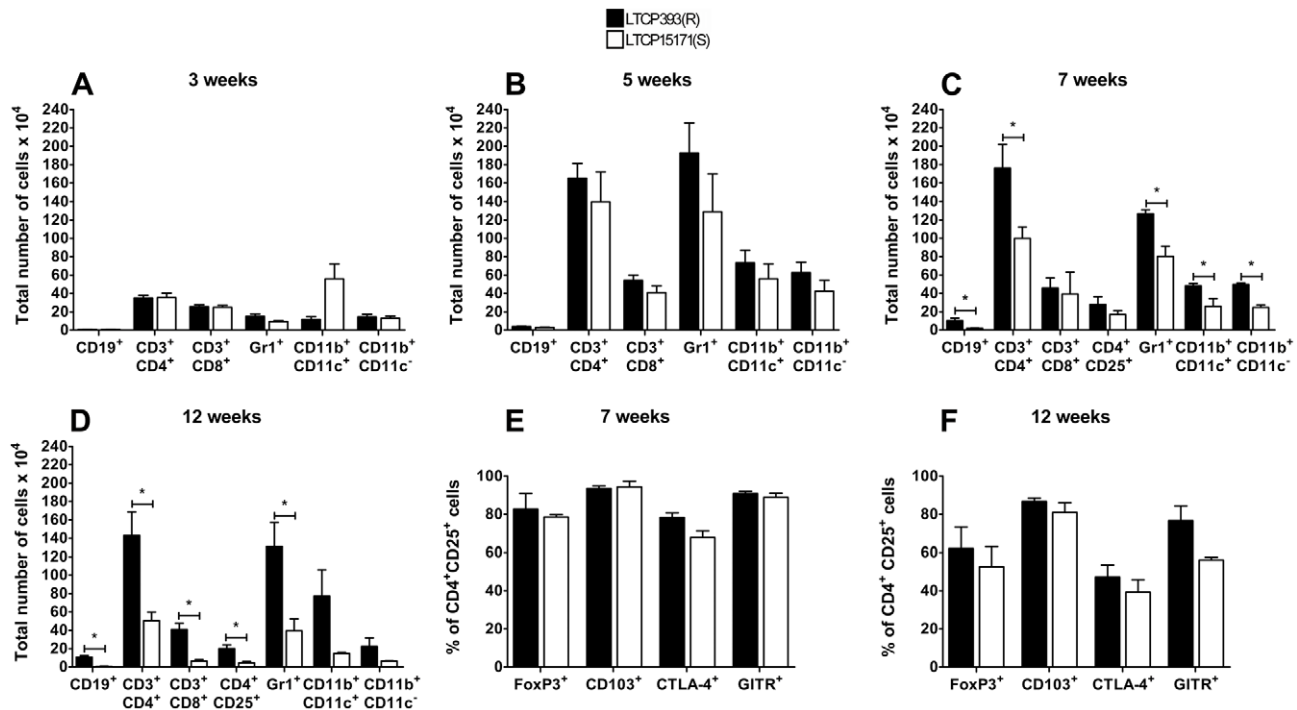 LTCP393(R)
LTCP15171(S)
A 3 weeks
Total number of cells x 10⁴
240
220
200
180
160
140
120
100
80
60
40
20
0
CD19⁺ CD3⁺ CD3⁺ Gr1⁺ CD11b⁺ CD11b⁺
CD4⁺ CD8⁺ CD11c⁺ CD11c⁻
B 5 weeks
Total number of cells x 10⁴
240
220
200
180
160
140
120
100
80
60
40
20
0
CD19⁺ CD3⁺ CD3⁺ Gr1⁺ CD11b⁺ CD11b⁺
CD4⁺ CD8⁺ CD11c⁺ CD11c⁻
C 7 weeks
Total number of cells x 10⁴
240
220
200
180
160
140
120
100
80
60
40
20
0
* * * * *
CD19⁺ CD3⁺ CD3⁺ CD4⁺ Gr1⁺ CD11b⁺ CD11b⁺
CD4⁺ CD8⁺ CD25⁺ CD11c⁺ CD11c⁻
D 12 weeks
Total number of cells x 10⁴
240
220
200
180
160
140
120
100
80
60
40
20
0
* * * * *
CD19⁺ CD3⁺ CD3⁺ CD4⁺ Gr1⁺ CD11b⁺ CD11b⁺
CD4⁺ CD8⁺ CD25⁺ CD11c⁺ CD11c⁻
E 7 weeks
% of CD4⁺CD25⁺ cells
100
80
60
40
20
0
FoxP3⁺ CD103⁺ CTLA-4⁺ GITR⁺
F 12 weeks
% of CD4⁺ CD25⁺ cells
100
80
60
40
20
0
FoxP3⁺ CD103⁺ CTLA-4⁺ GITR⁺